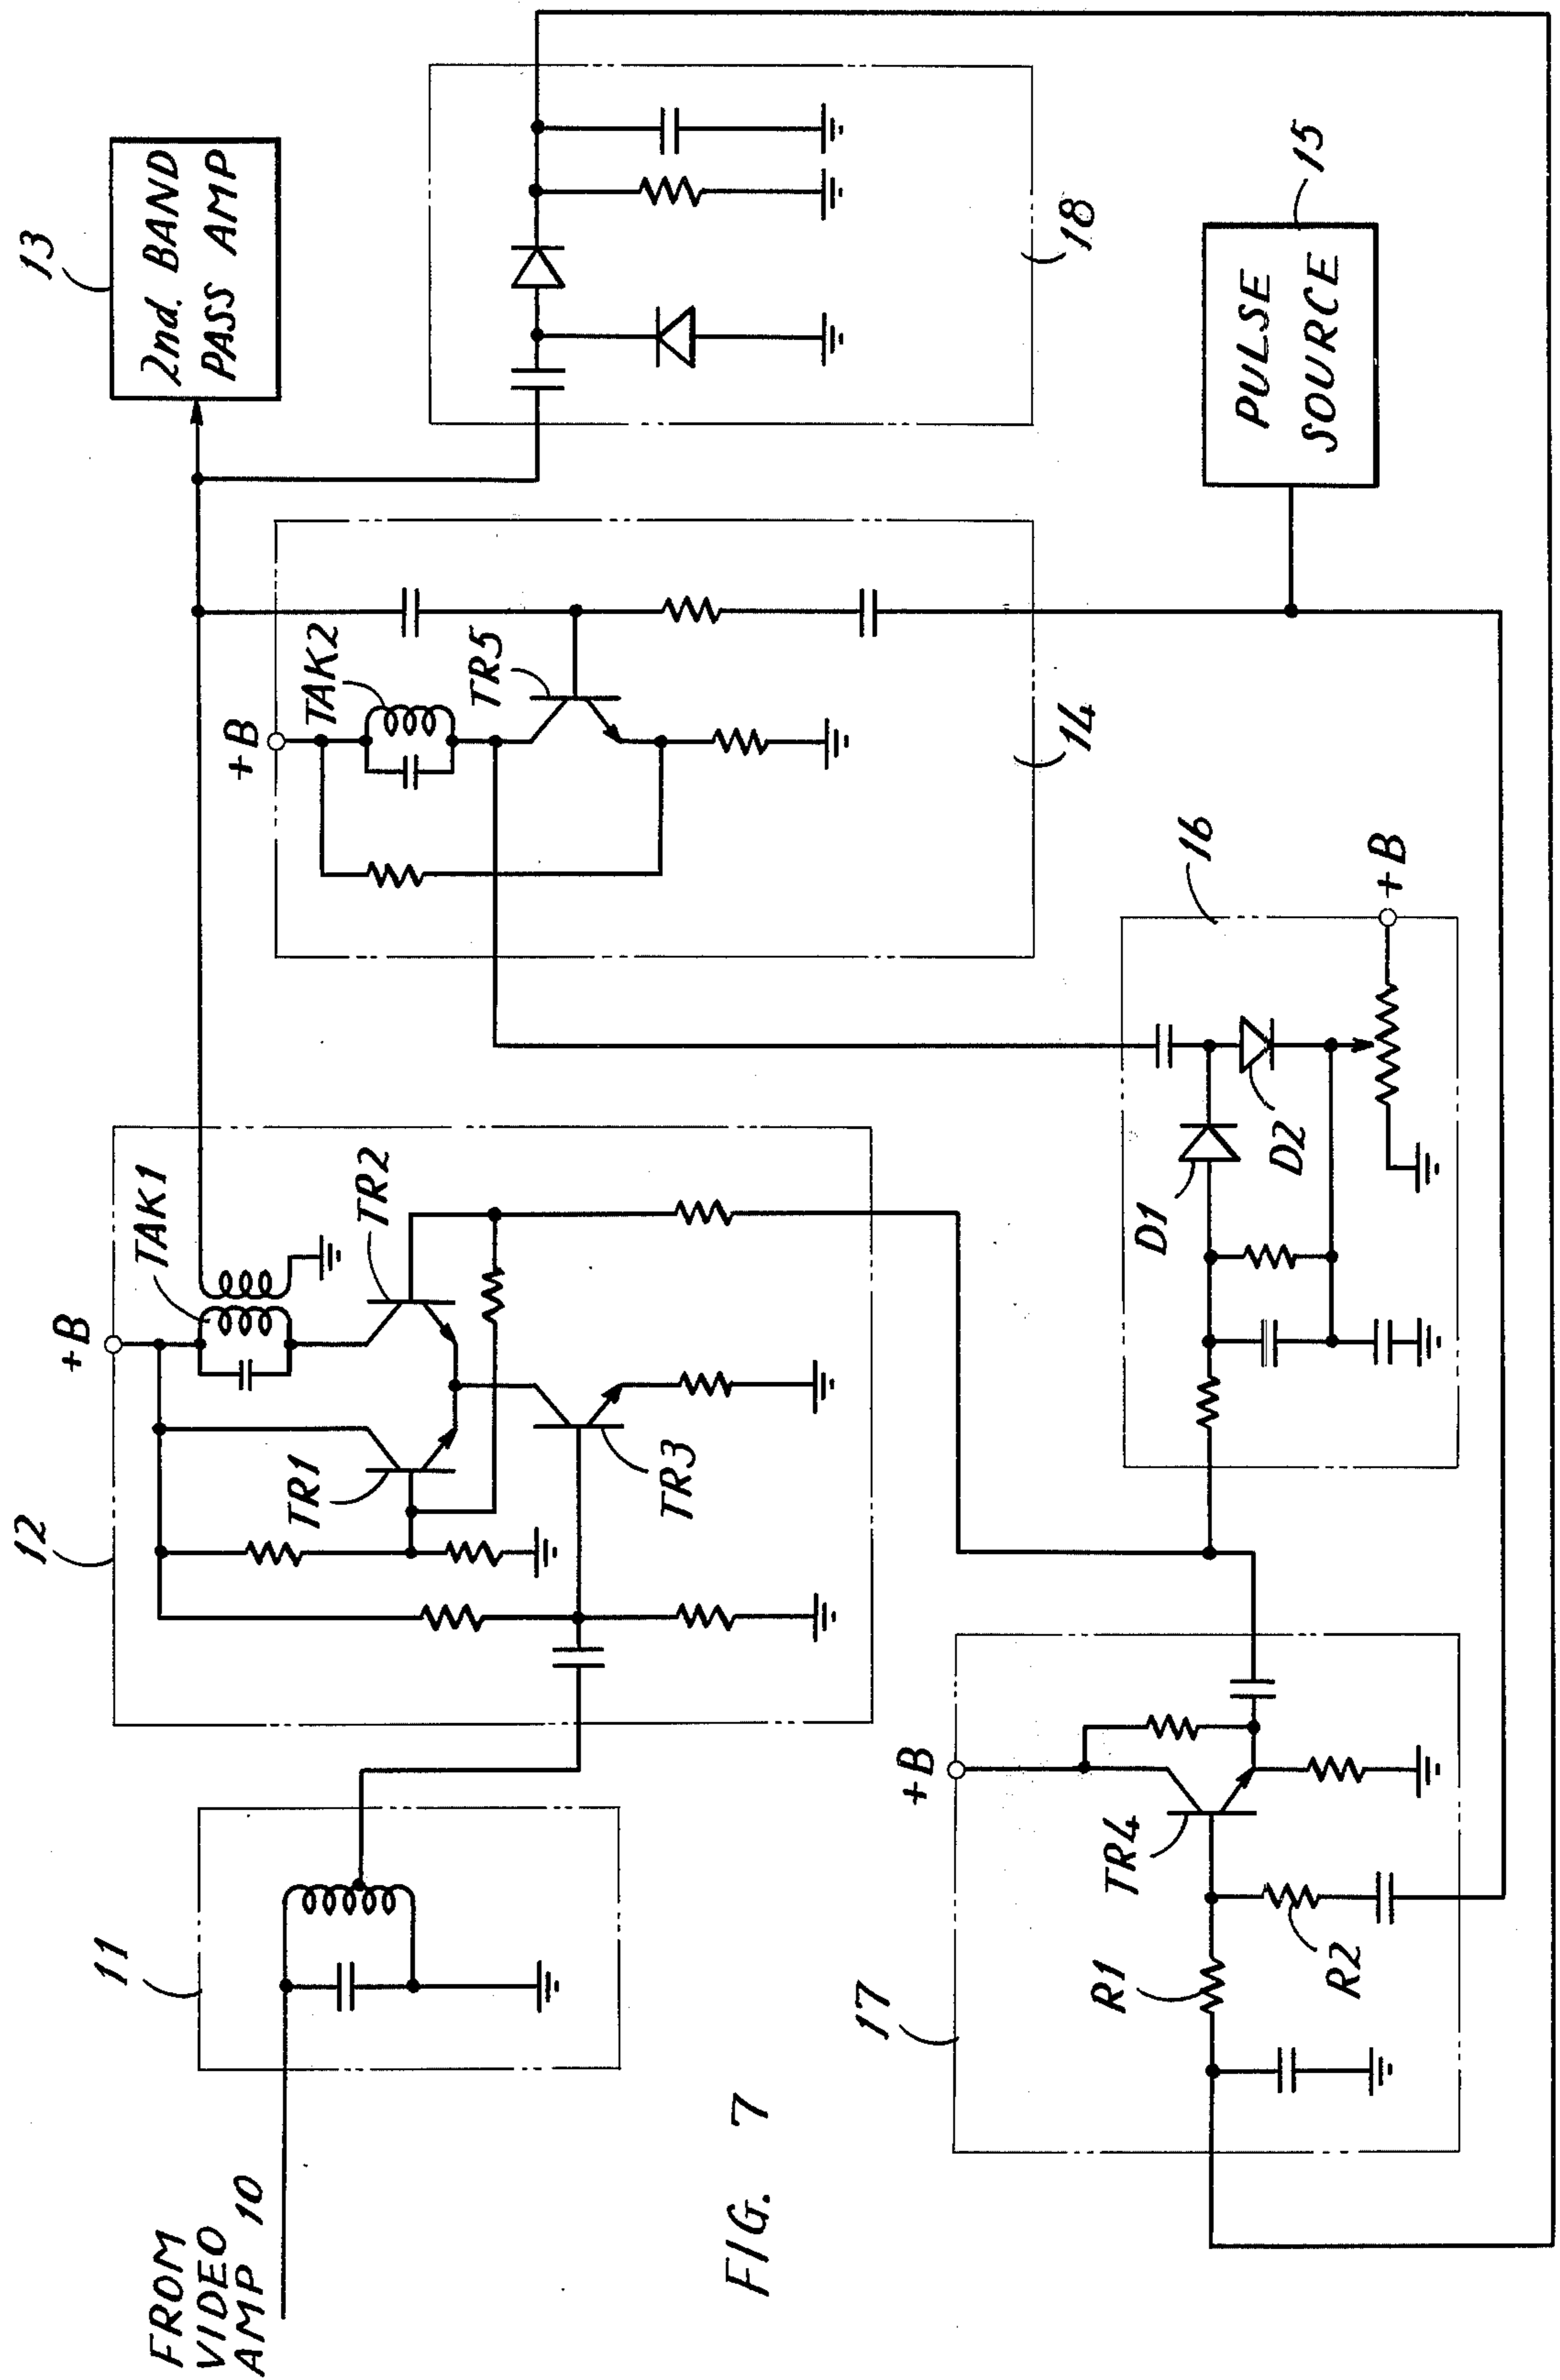 FROM
VIDEO
AMP 10
11
12
+B
TAK1
TR1
TR2
TR3
13
2nd. BAND
PASS AMP
+B
TAK2
TR5
14
18
15
PULSE
SOURCE
16
D1
D2
+B
17
+B
TR4
R1
R2
FIG. 7